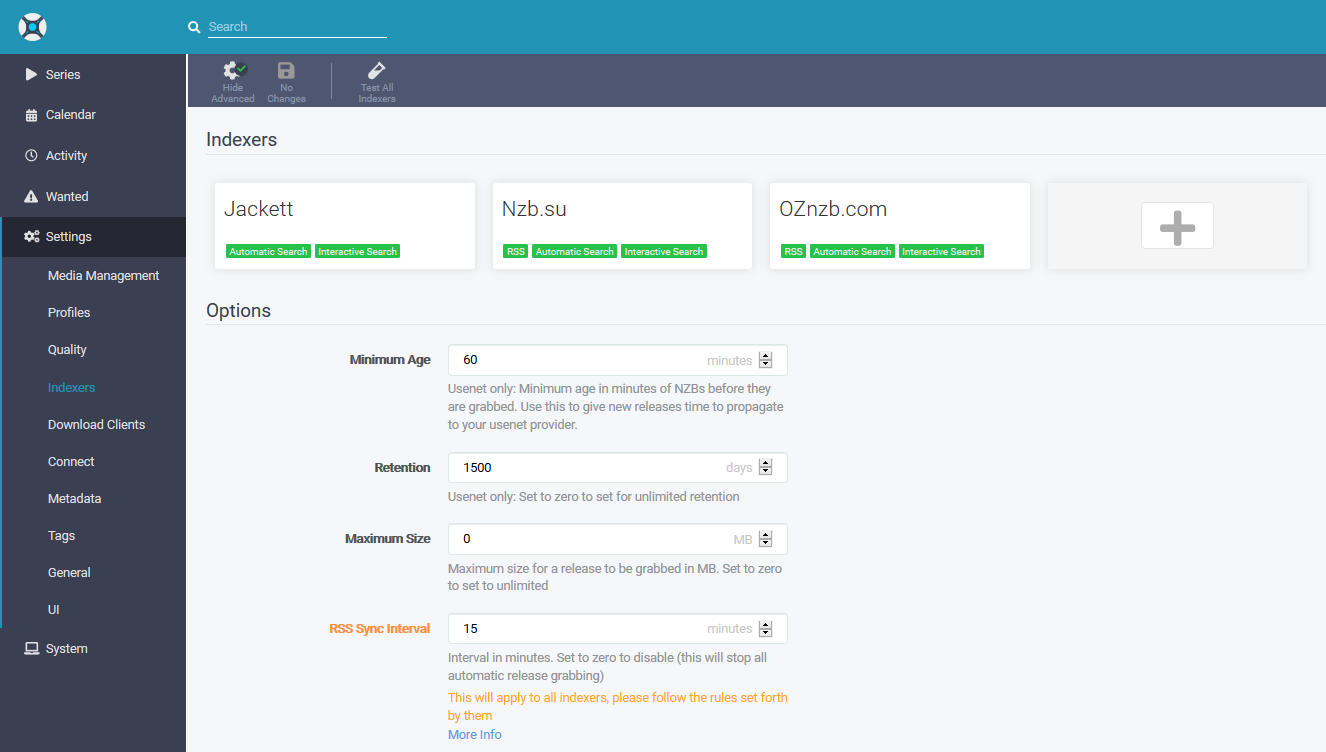 Search
Series
Calendar
Activity
Wanted
Settings
Media Management
Profiles
Quality
Indexers
Download Clients
Connect
Metadata
Tags
General
UI
System
Hide
Advanced
No
Changes
Test All
Indexers
Indexers
Jackett
Automatic Search Interactive Search
Nzb.su
RSS Automatic Search Interactive Search
OZnzb.com
RSS Automatic Search Interactive Search
Options
Minimum Age 60 minutes
Usenet only: Minimum age in minutes of NZBs before they
are grabbed. Use this to give new releases time to propagate
to your usenet provider.
Retention 1500 days
Usenet only: Set to zero to set for unlimited retention
Maximum Size 0 MB
Maximum size for a release to be grabbed in MB. Set to zero
to set to unlimited
RSS Sync Interval 15 minutes
Interval in minutes. Set to zero to disable (this will stop all
automatic release grabbing)
This will apply to all indexers, please follow the rules set forth
by them
More Info